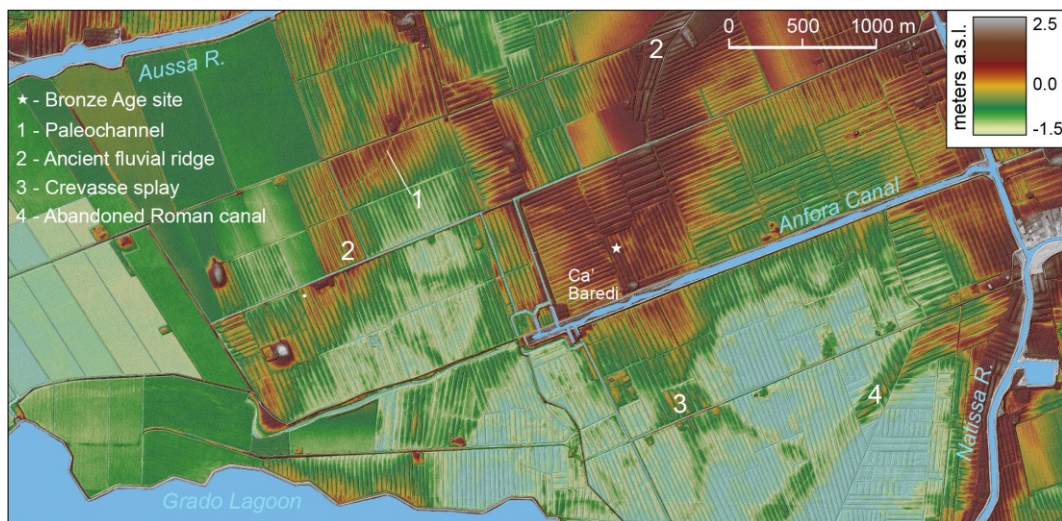 Aussa R.
★ - Bronze Age site
1 - Paleochannel
2 - Ancient fluvial ridge
3 - Crevasse splay
4 - Abandoned Roman canal
2
0 500 1000 m
meters a.s.l.
2.5
0.0
-1.5
1
2
Anfora Canal
Ca'
Baredi
3
4
Natissa R.
Grado Lagoon